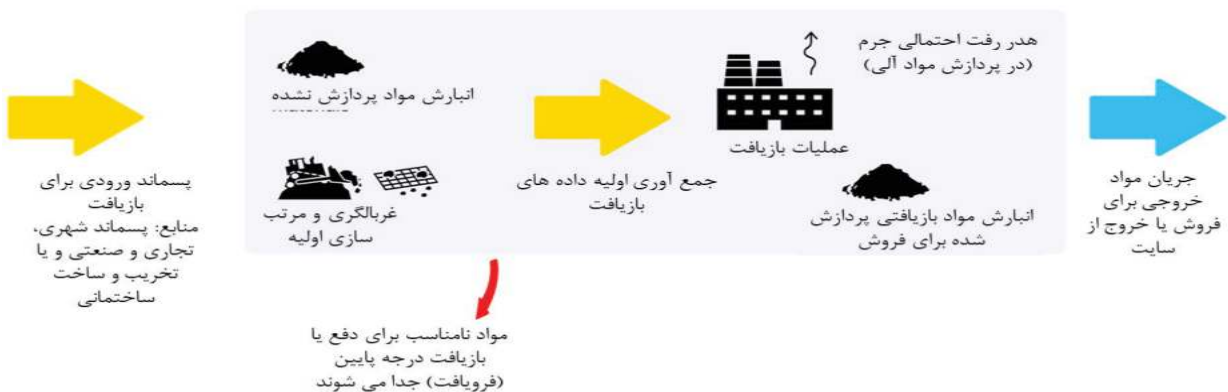 هدر رفت احتمالی جرم
(در پردازش مواد آلی)
انبارش مواد پردازش نشده
عملیات بازیافت
پسماند ورودی برای
بازیافت
منابع: پسماند شهری،
تجاری و صنعتی و یا
تخریب و ساخت
ساختمانی
غربالگری و مرتب
سازی اولیه
جمع آوری اولیه داده های
بازیافت
انبارش مواد بازیافتی پردازش
شده برای فروش
جریان مواد
خروجی برای
فروش یا خروج از
سایت
مواد نامناسب برای دفع یا
بازیافت درجه پایین
(فرویافت) جدا می شوند